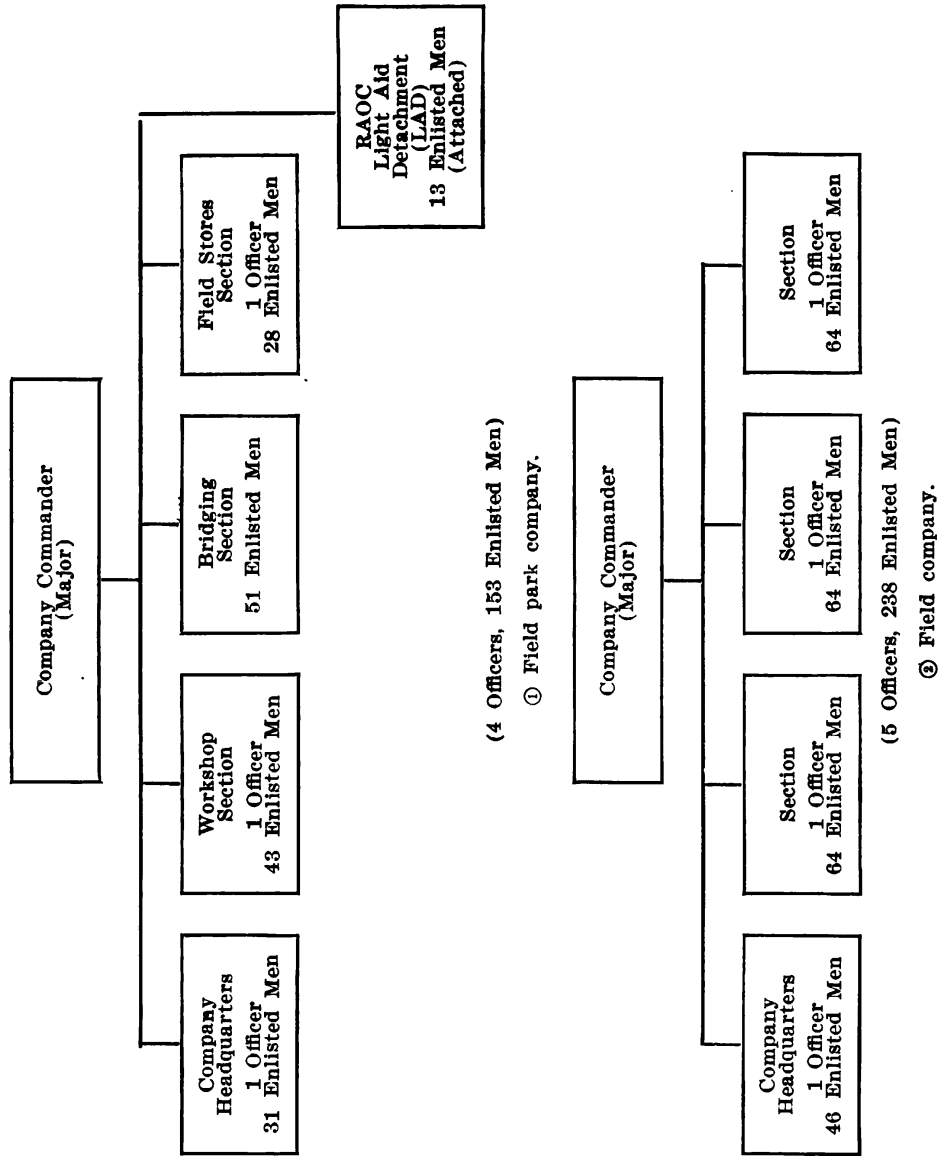 Company Commander
(Major)
Company
Headquarters
1 Officer
31 Enlisted Men
Workshop
Section
1 Officer
43 Enlisted Men
Bridging
Section
51 Enlisted Men
Field Stores
Section
1 Officer
28 Enlisted Men
RAOC
Light Aid
Detachment
(LAD)
13 Enlisted Men
(Attached)
(4 Officers, 153 Enlisted Men)
① Field park company.
Company Commander
(Major)
Company
Headquarters
1 Officer
46 Enlisted Men
Section
1 Officer
64 Enlisted Men
Section
1 Officer
64 Enlisted Men
Section
1 Officer
64 Enlisted Men
(5 Officers, 238 Enlisted Men)
② Field company.